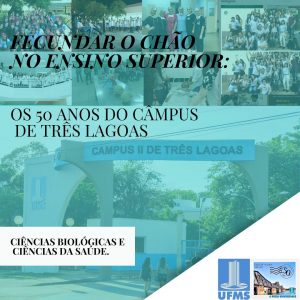 FECUNDAR O CHÃO
NO ENSINO SUPERIOR:
OS 50 ANOS DO CÂMPUS
DE TRÊS LAGOAS
CAMPUS II DE TRÊS LAGOAS
CIÊNCIAS BIOLÓGICAS E
CIÊNCIAS DA SAÚDE.
UFMS
50